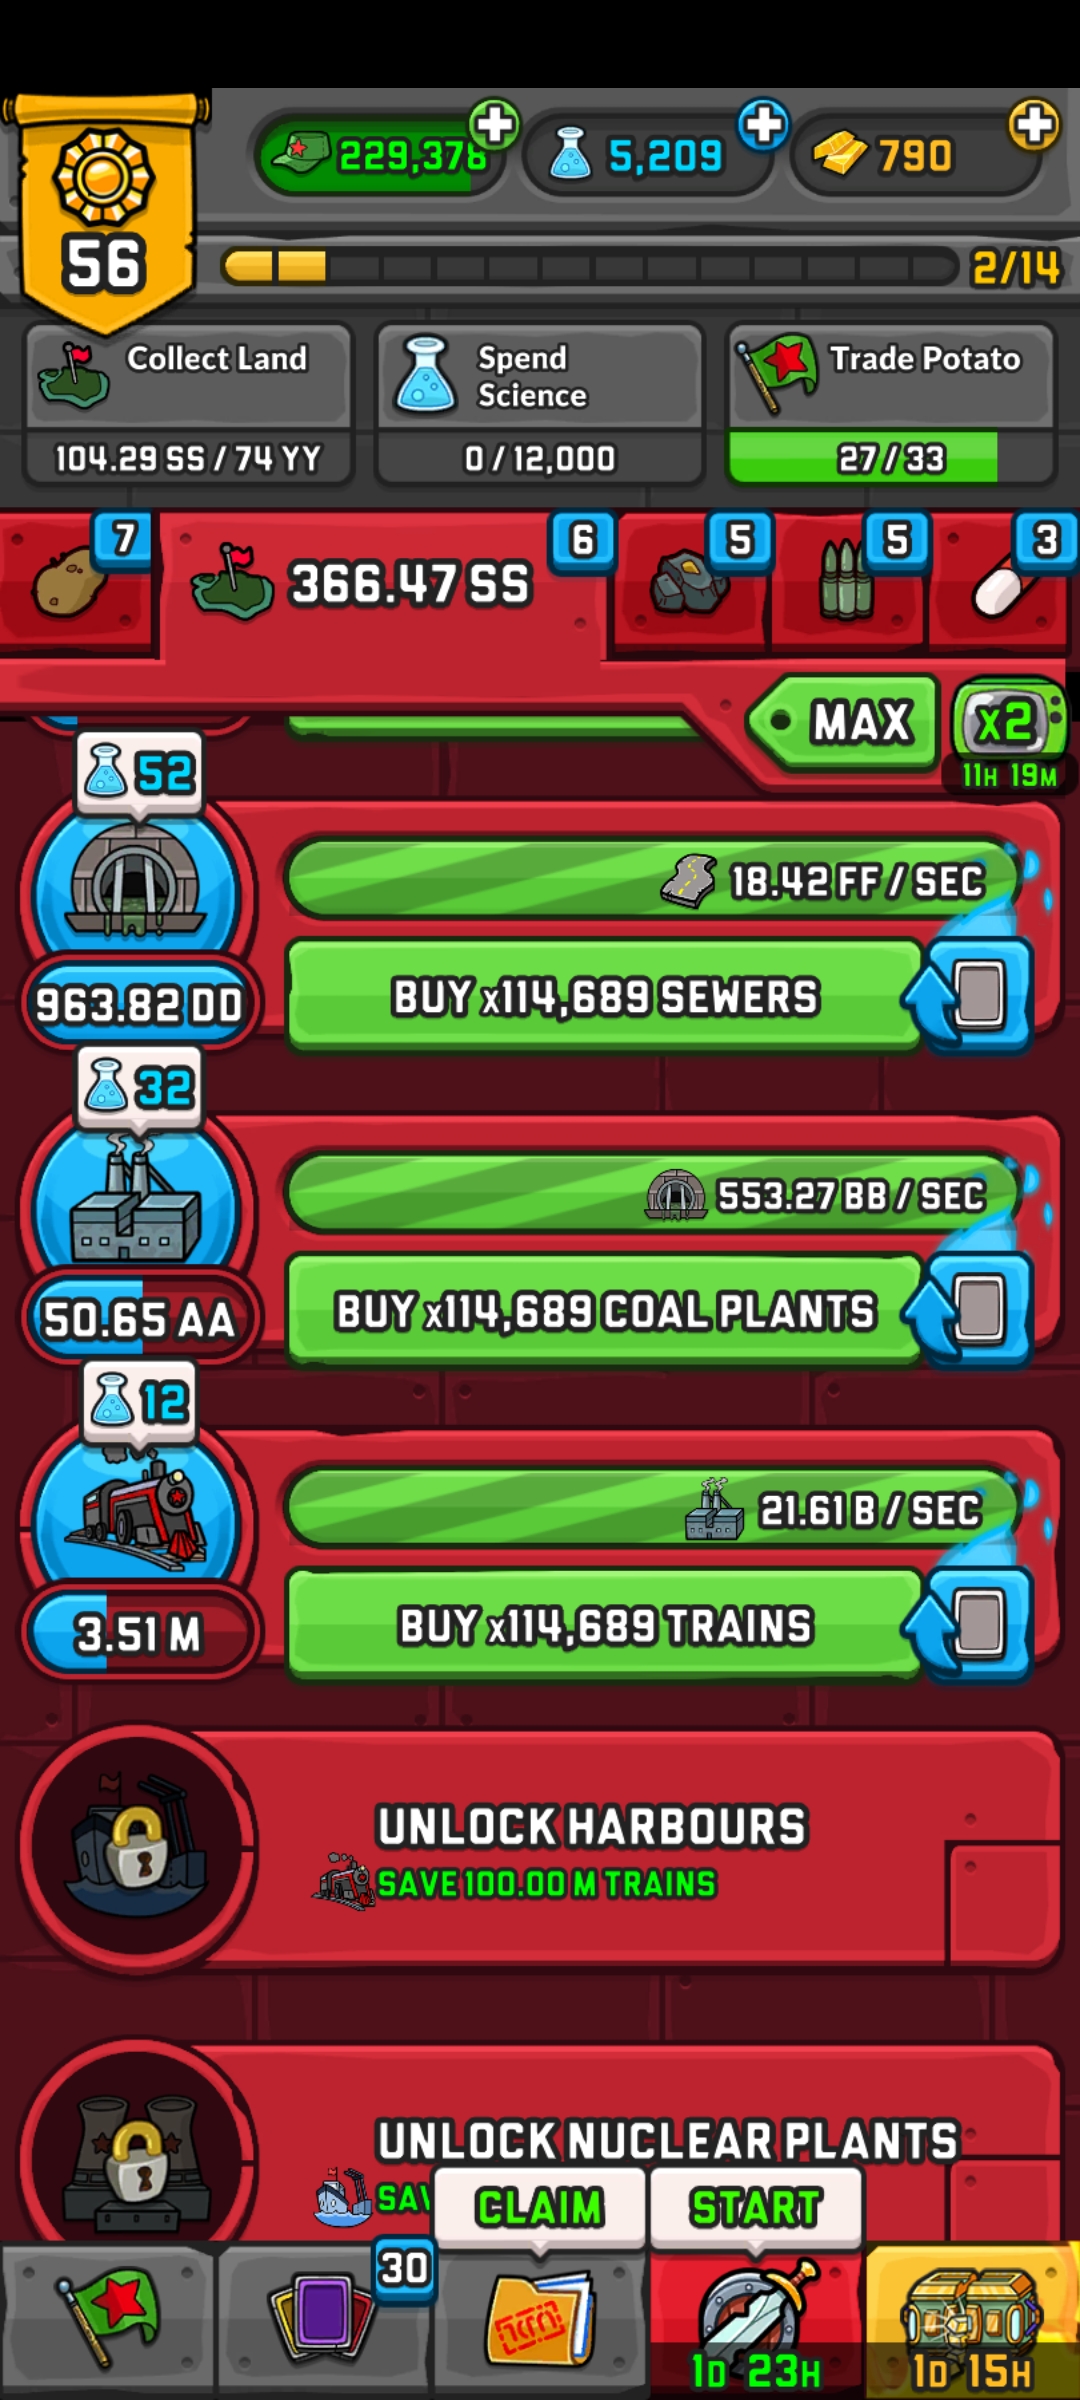 56
229,378
5,209
790
2/14
Collect Land
104.29 SS / 74 YY
Spend
Science
0 / 12,000
Trade Potato
27 / 33
7
366.47 SS
6
5
5
3
MAX
x2
11H 19M
52
18.42 FF / SEC
963.82 DD
BUY x114,689 SEWERS
32
553.27 BB / SEC
50.65 AA
BUY x114,689 COAL PLANTS
12
21.61 B / SEC
3.51 M
BUY x114,689 TRAINS
UNLOCK HARBOURS
SAVE 100.00 M TRAINS
UNLOCK NUCLEAR PLANTS
CLAIM
START
30
1D 23H
1D 15H